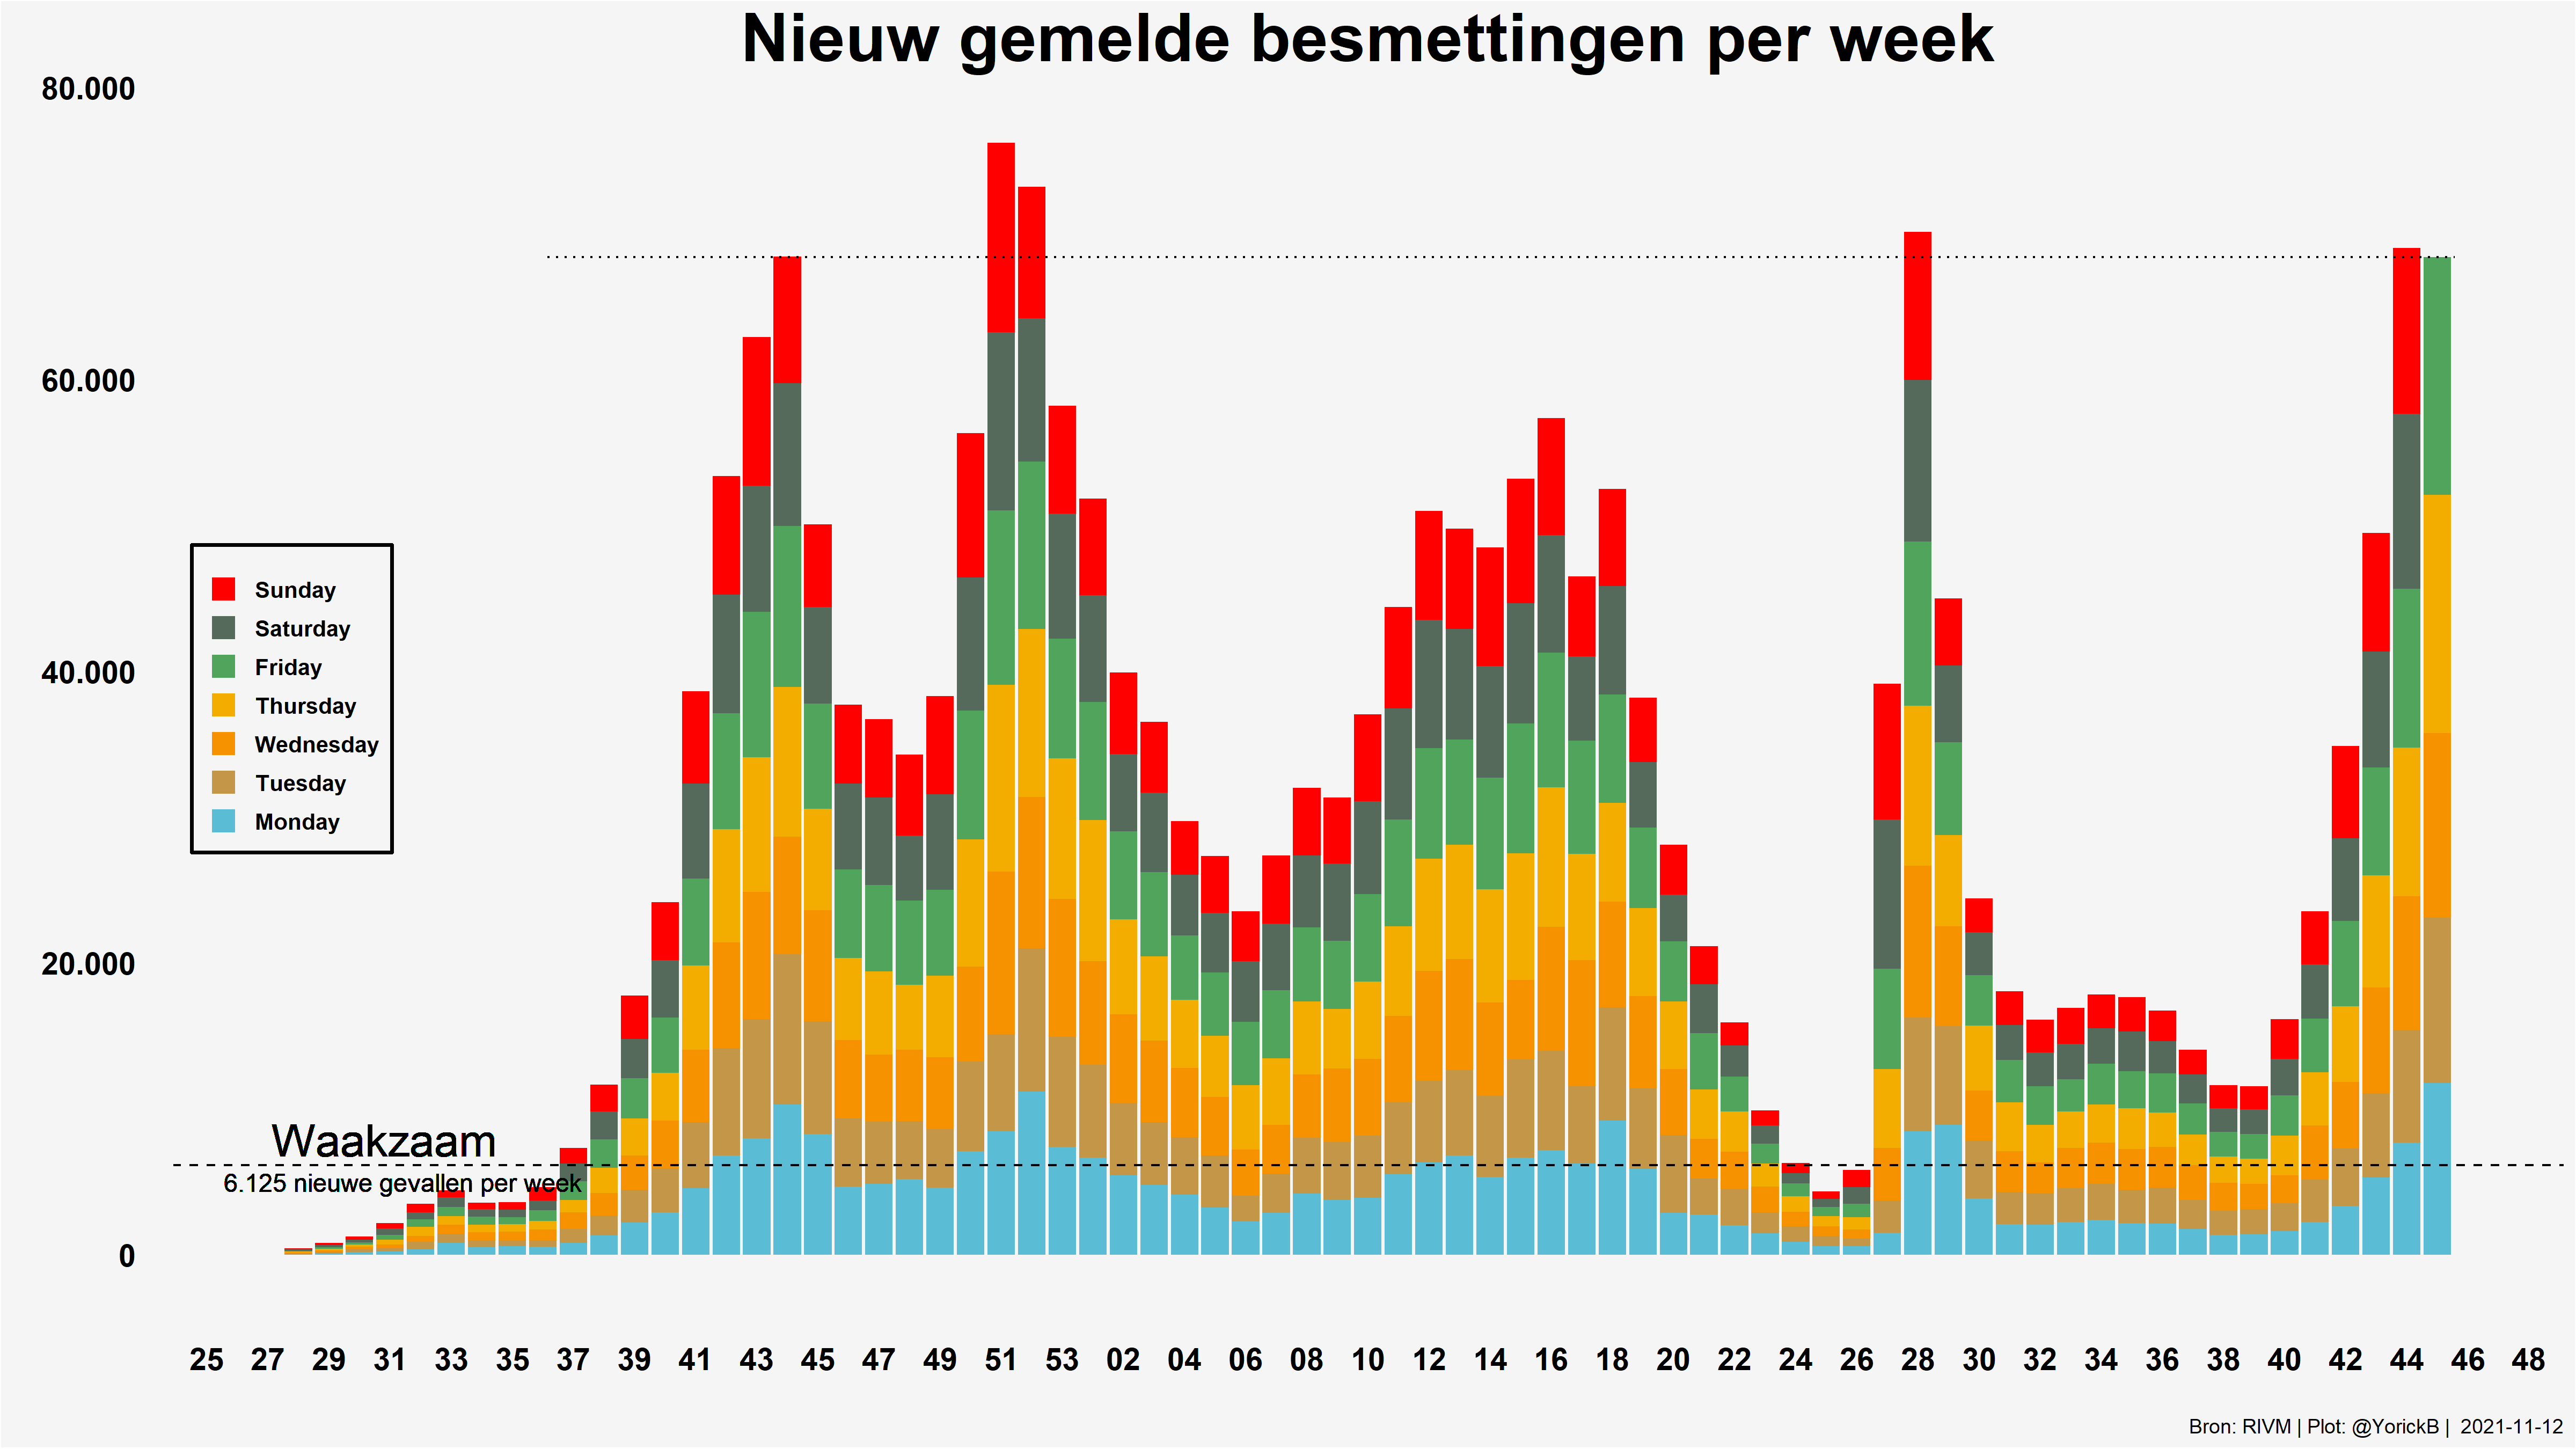 Nieuw gemelde besmettingen per week
80.000
60.000
40.000
20.000
0
Sunday
Saturday
Friday
Thursday
Wednesday
Tuesday
Monday
Waakzaam
6.125 nieuwe gevallen per week
25 27 29 31 33 35 37 39 41 43 45 47 49 51 53 02 04 06 08 10 12 14 16 18 20 22 24 26 28 30 32 34 36 38 40 42 44 46 48
Bron: RIVM | Plot: @YorickB | 2021-11-12